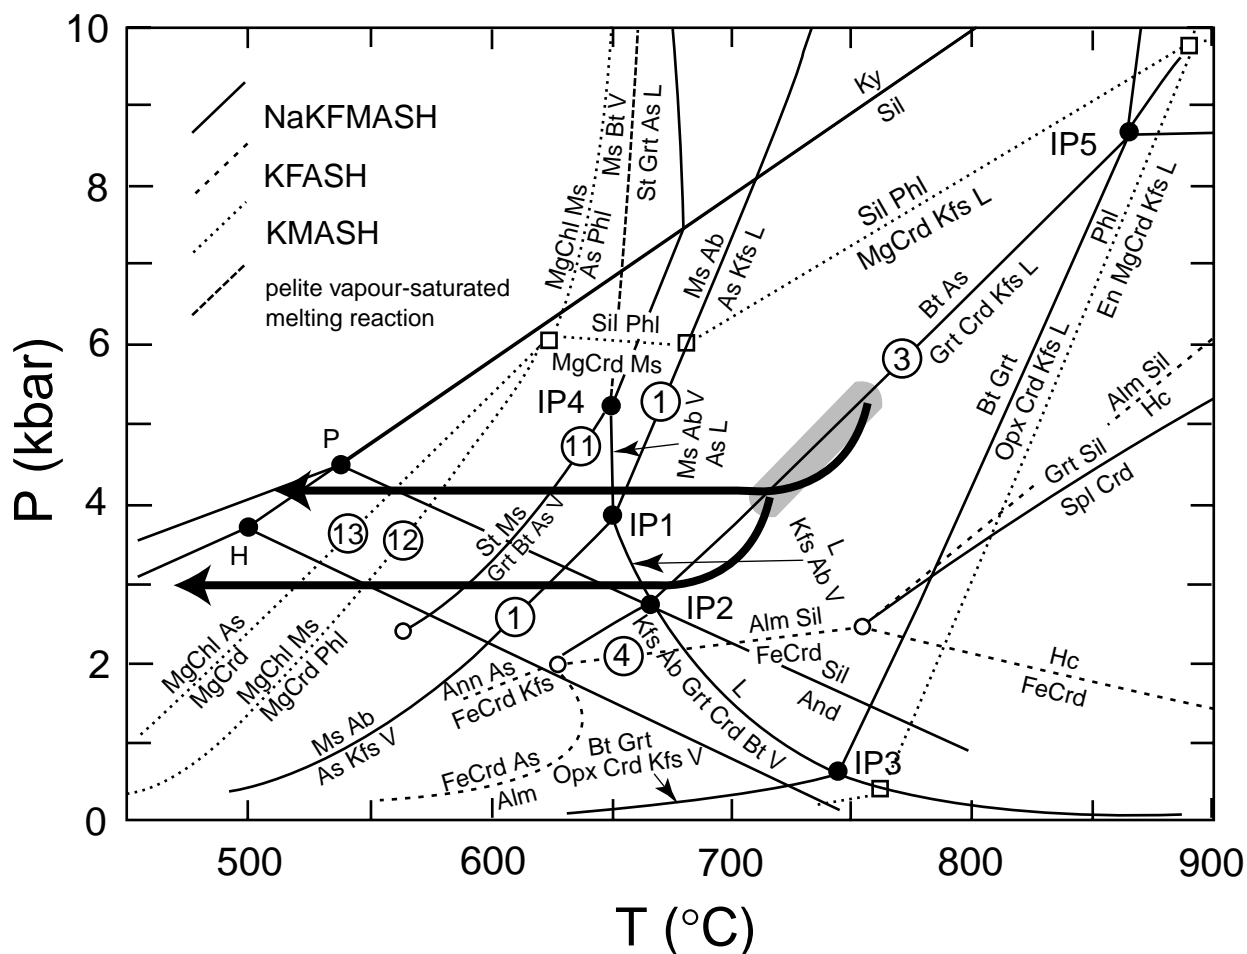 10
8
6
4
2
0
P (kbar)
500
600
700
800
900
T (°C)
NaKFMASH
KFASH
KMASH
pelite vapour-saturated
melting reaction
MgChl Ms
As Phl
Ms Bt V
St Grt As L
Ms Ab
As Kfs L
Ky
Sil
Sil Phl
MgCrd Kfs L
IP5
Phl
En MgCrd Kfs L
Bt As
Grt Crd Kfs L
3
Sil Phl
MgCrd Ms
IP4
1
11
Ms Ab V
As L
Bt Grt
Opx Crd Kfs L
Alm Sil
Hc
Grt Sil
Spl Crd
P
H
13
12
St Ms
Grt Bt As V
IP1
L
Kfs Ab V
1
IP2
4
Alm Sil
FeCrd
Hc
FeCrd
Sil
And
MgChl As
MgCrd
MgChl Ms
MgCrd Phl
Ms Ab
As Kfs V
Ann As
FeCrd Kfs
L
Kfs Ab Grt Crd Bt V
FeCrd As
Alm
Bt Grt
Opx Crd Kfs V
IP3